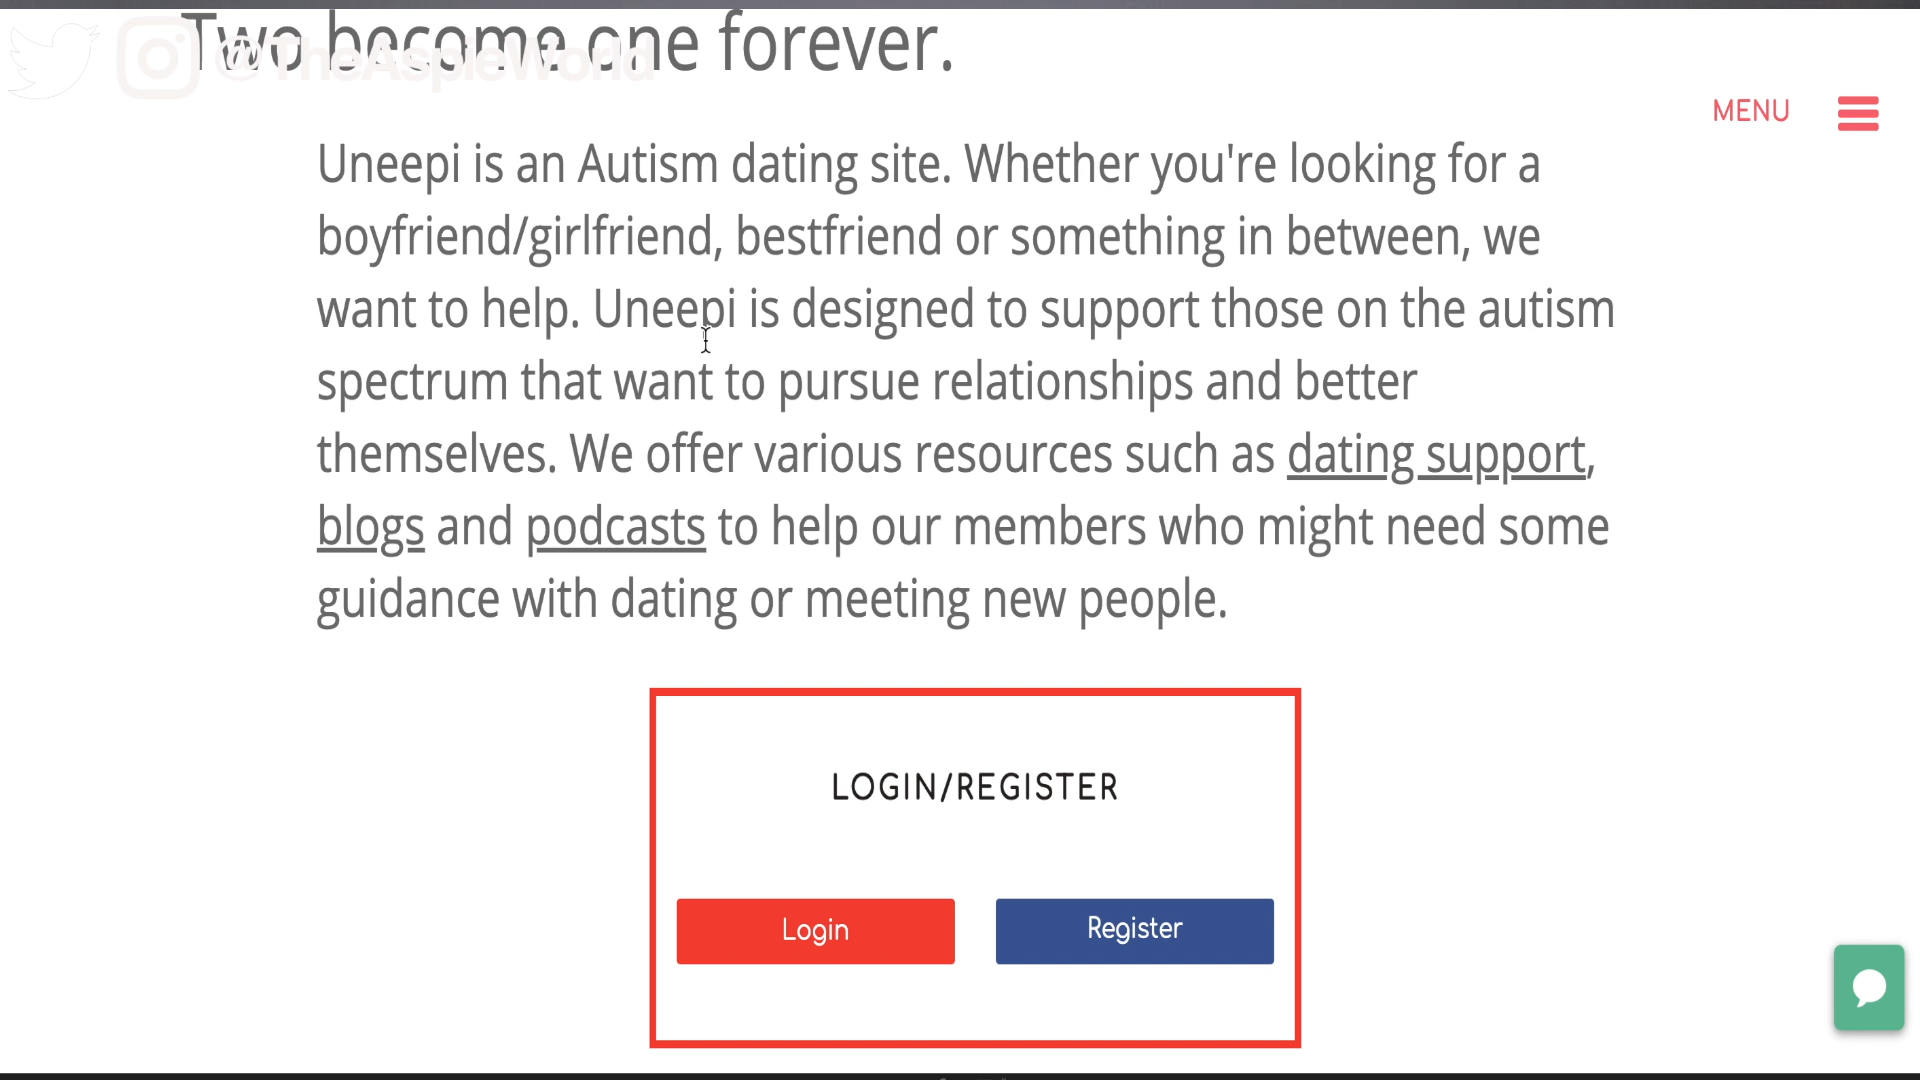 Two become one forever.
@TheAspieWorld
MENU
Uneepi is an Autism dating site. Whether you're looking for a
boyfriend/girlfriend, bestfriend or something in between, we
want to help. Uneepi is designed to support those on the autism
spectrum that want to pursue relationships and better
themselves. We offer various resources such as dating support,
blogs and podcasts to help our members who might need some
guidance with dating or meeting new people.
LOGIN/REGISTER
Login
Register